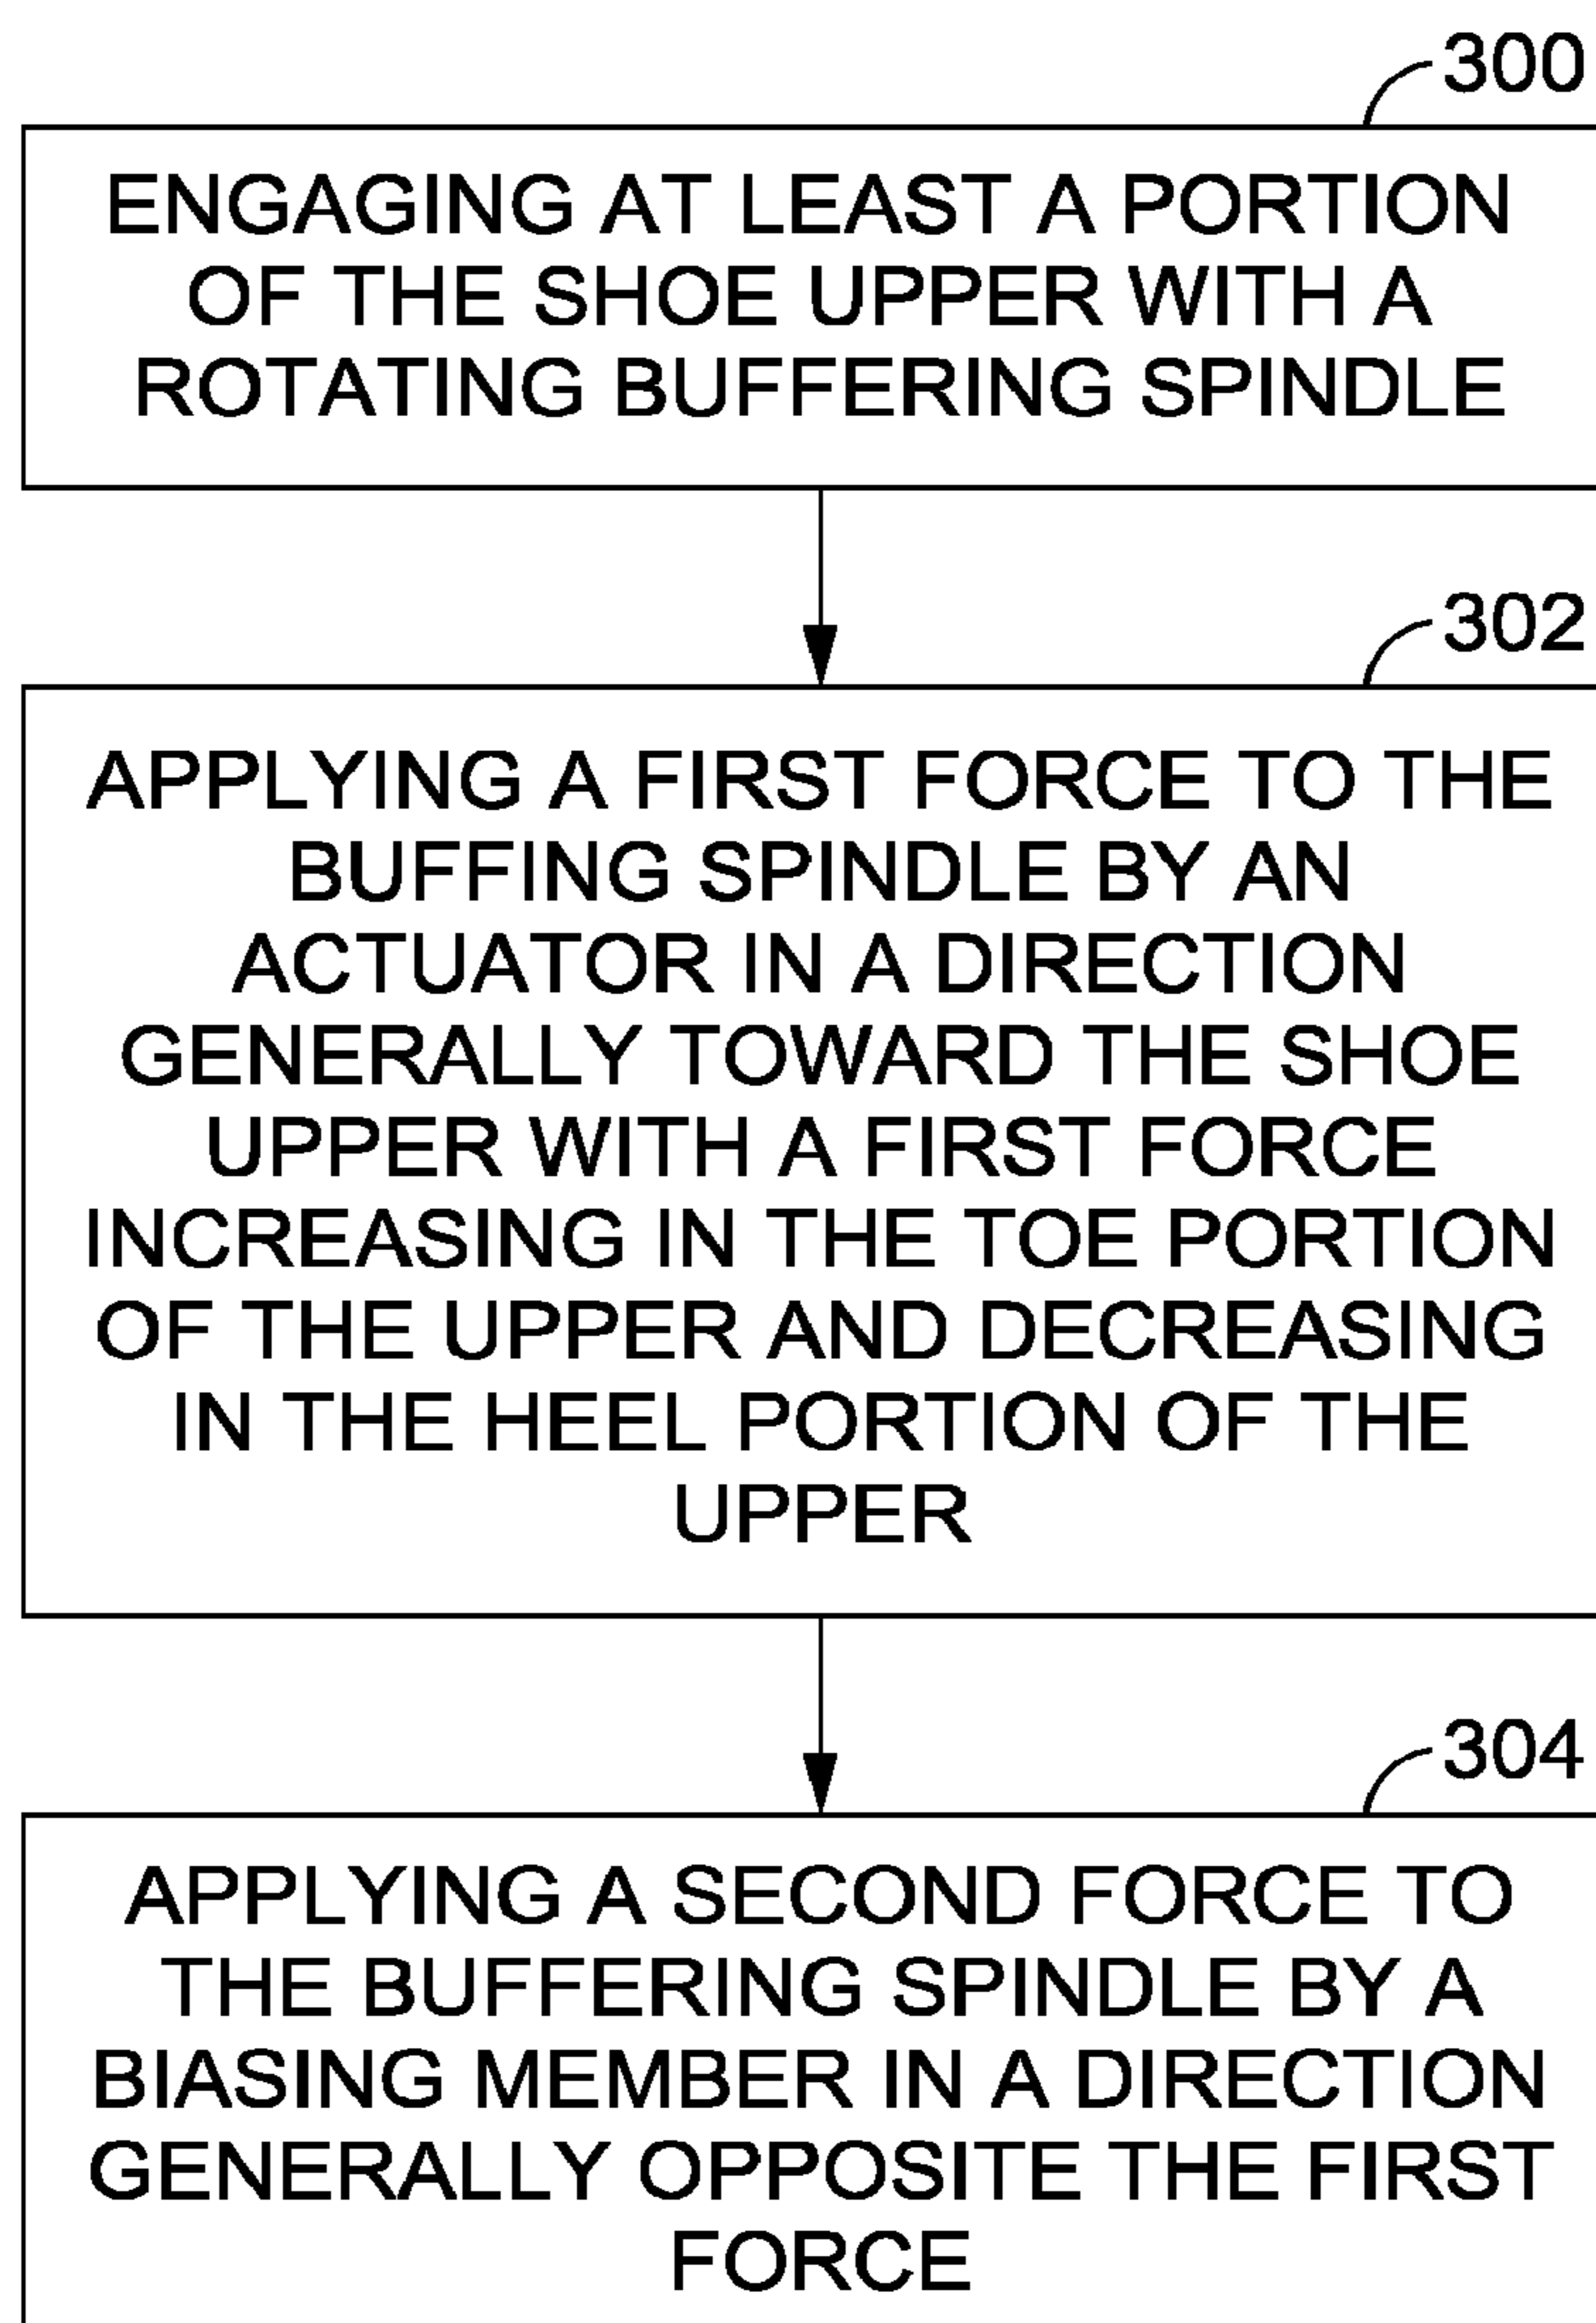 300
ENGAGING AT LEAST A PORTION
OF THE SHOE UPPER WITH A
ROTATING BUFFERING SPINDLE
302
APPLYING A FIRST FORCE TO THE
BUFFING SPINDLE BY AN
ACTUATOR IN A DIRECTION
GENERALLY TOWARD THE SHOE
UPPER WITH A FIRST FORCE
INCREASING IN THE TOE PORTION
OF THE UPPER AND DECREASING
IN THE HEEL PORTION OF THE
UPPER
304
APPLYING A SECOND FORCE TO
THE BUFFERING SPINDLE BY A
BIASING MEMBER IN A DIRECTION
GENERALLY OPPOSITE THE FIRST
FORCE